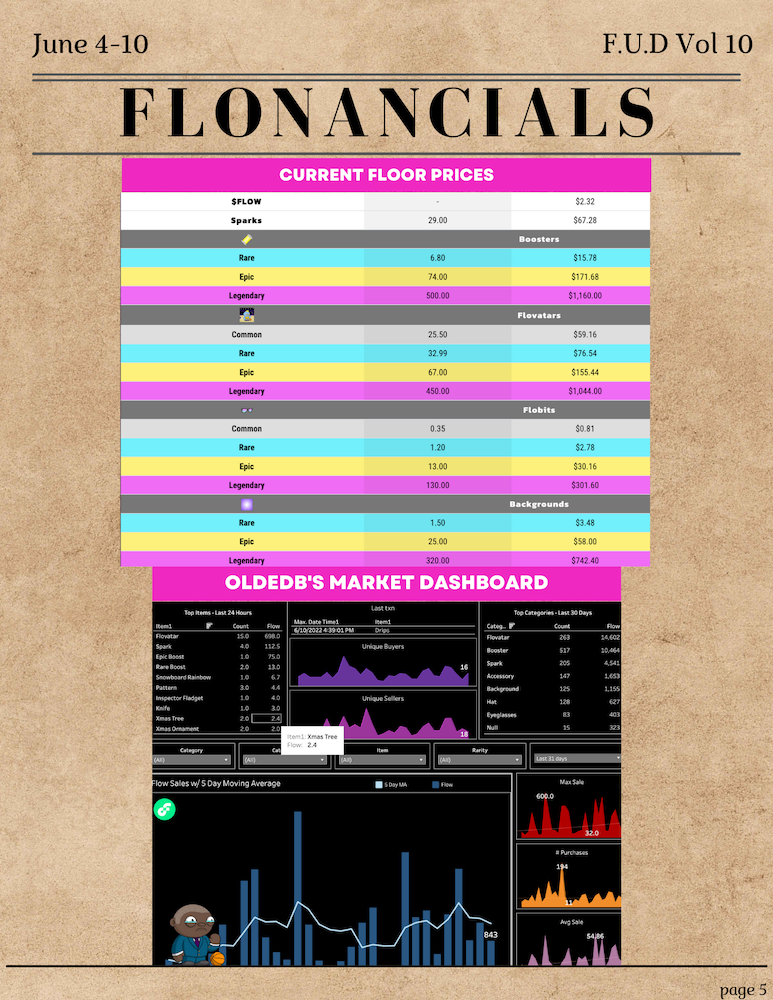 June 4-10 F.U.D Vol 10
FLONANCIALS
CURRENT FLOOR PRICES
$FLOW - $2.32
Sparks 29.00 $67.28
Boosters
Rare 6.80 $15.78
Epic 74.00 $171.68
Legendary 500.00 $1,160.00
Flovatars
Common 25.50 $59.16
Rare 32.99 $76.54
Epic 67.00 $155.44
Legendary 450.00 $1,044.00
Flobits
Common 0.35 $0.81
Rare 1.20 $2.78
Epic 13.00 $30.16
Legendary 130.00 $301.60
Backgrounds
Rare 1.50 $3.48
Epic 25.00 $58.00
Legendary 320.00 $742.40
OLDEDB'S MARKET DASHBOARD
Top Items - Last 24 Hours
Item1 Count Flow
Flovatar 15.0 698.0
Spark 4.0 112.5
Epic Boost 1.0 75.0
Rare Boost 2.0 13.0
Snowboard Rainbow 1.0 6.7
Pattern 3.0 4.4
Inspector Fladget 1.0 4.0
Knife 1.0 3.0
Xmas Tree 2.0 2.4
Xmas Ornament 2.0 2.0
Last txn
Max. Date Time1 Item1
6/10/2022 4:39:01 PM Drips
Unique Buyers
16
Unique Sellers
18
Top Categories - Last 30 Days
Categ.. Count Flow
Flovatar 263 14,602
Booster 517 10,464
Spark 205 4,541
Accessory 147 1,653
Background 125 1,155
Hat 128 627
Eyeglasses 83 403
Null 15 323
Item1: Xmas Tree
Flow: 2.4
Category Cat Item Rarity
(All) (All) (All) (All) Last 31 days
Flow Sales w/ 5 Day Moving Average 5 Day MA Flow
843
Max Sale
600.0
32.0
# Purchases
194
11
Avg Sale
54.86
page 5